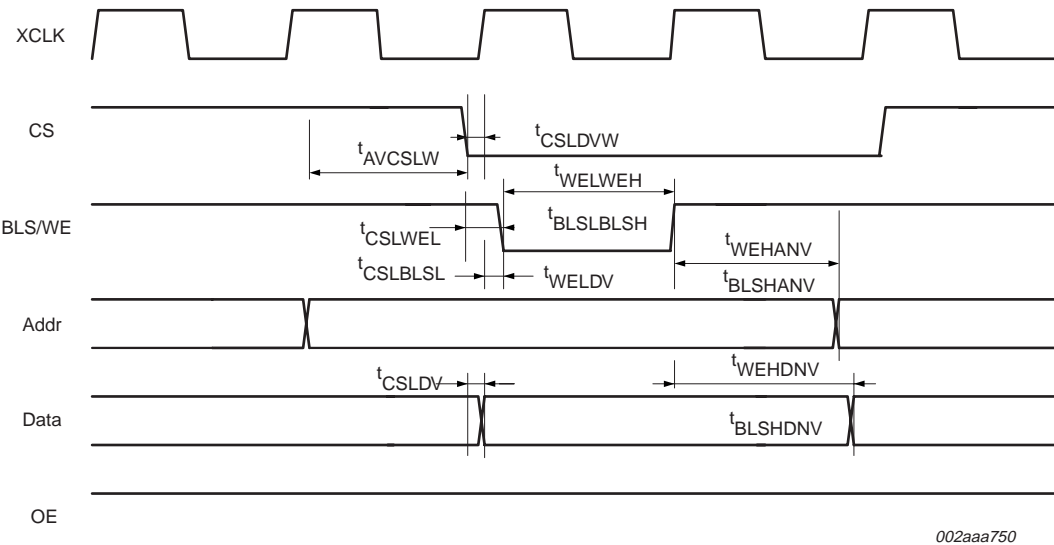 XCLK
CS
tCSLDVW
tAVCSLW
tWELWEH
BLS/WE
tBLSLBLSH
tCSLWEL
tWEHANV
tCSLBLSL
tWELDV
tBLSHANV
Addr
tWEHDNV
tCSLDV
Data
tBLSHDNV
OE
002aaa750